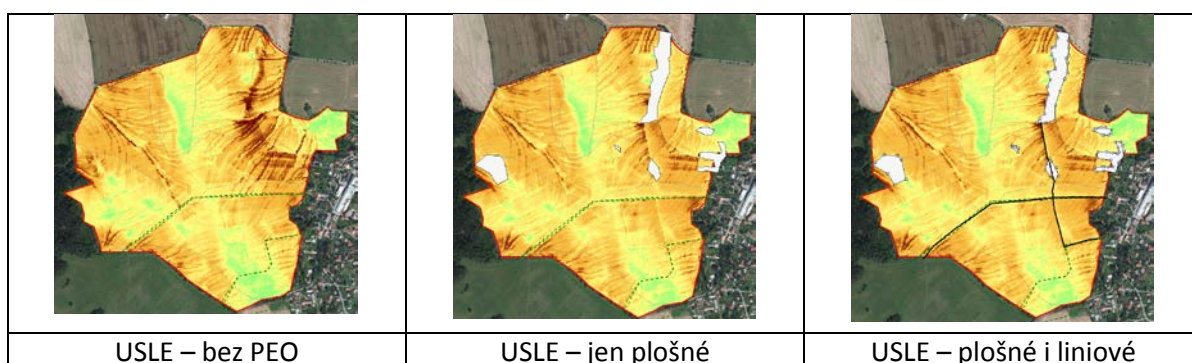 USLE – bez PEO
USLE – jen plošné
USLE – plošné i liniové